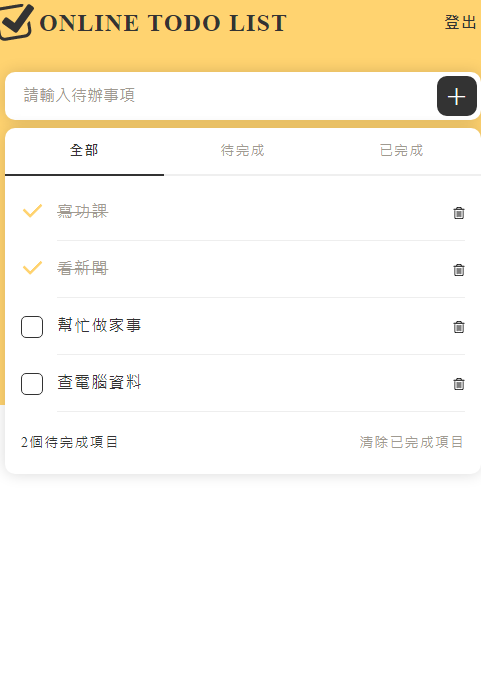 ONLINE TODO LIST
登出
請輸入待辦事項
全部 待完成 已完成
寫功課
看新聞
幫忙做家事
查電腦資料
2個待完成項目 清除已完成項目